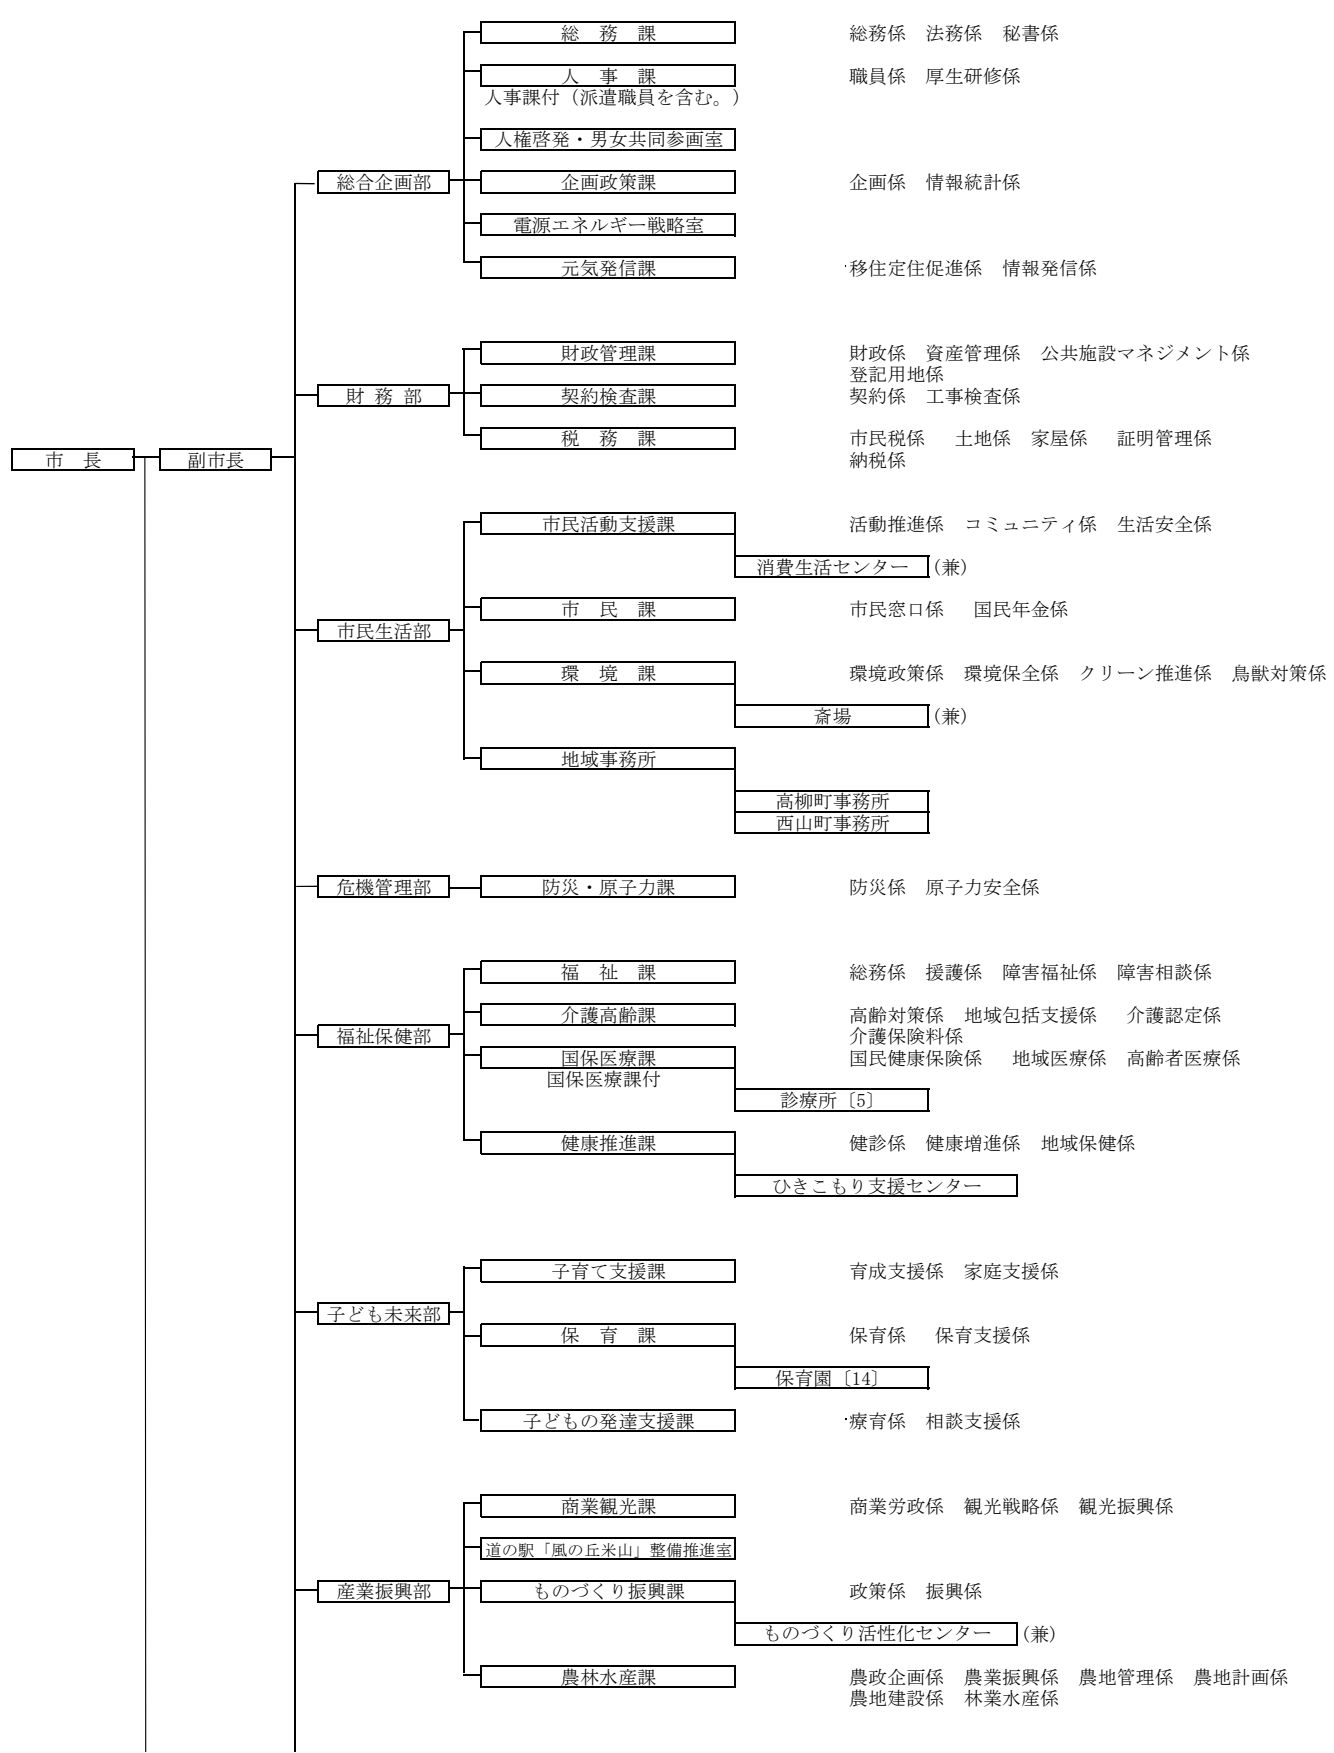 総　務　課　総務係　法務係　秘書係
人　事　課　職員係　厚生研修係
人事課付（派遣職員を含む。）
人権啓発・男女共同参画室
総合企画部　企画政策課　企画係　情報統計係
電源エネルギー戦略室
元気発信課　移住定住促進係　情報発信係
財政管理課　財政係　資産管理係　公共施設マネジメント係
登記用地係
財 務 部　契約検査課　契約係　工事検査係
税　務　課　市民税係　土地係　家屋係　証明管理係
市　長　副市長　納税係
市民活動支援課　活動推進係　コミュニティ係　生活安全係
消費生活センター　(兼)
市　民　課　市民窓口係　国民年金係
市民生活部
環　境　課　環境政策係　環境保全係　クリーン推進係　鳥獣対策係
斎場　(兼)
地域事務所
高柳町事務所
西山町事務所
危機管理部　防災・原子力課　防災係　原子力安全係
福　祉　課　総務係　援護係　障害福祉係　障害相談係
介護高齢課　高齢対策係　地域包括支援係　介護認定係
福祉保健部　介護保険料係
国保医療課　国民健康保険係　地域医療係　高齢者医療係
国保医療課付
診療所〔5〕
健康推進課　健診係　健康増進係　地域保健係
ひきこもり支援センター
子育て支援課　育成支援係　家庭支援係
子ども未来部
保　育　課　保育係　保育支援係
保育園〔14〕
子どもの発達支援課　療育係　相談支援係
商業観光課　商業労政係　観光戦略係　観光振興係
道の駅「風の丘米山」整備推進室
産業振興部　ものづくり振興課　政策係　振興係
ものづくり活性化センター　(兼)
農林水産課　農政企画係　農業振興係　農地管理係　農地計画係
農地建設係　林業水産係